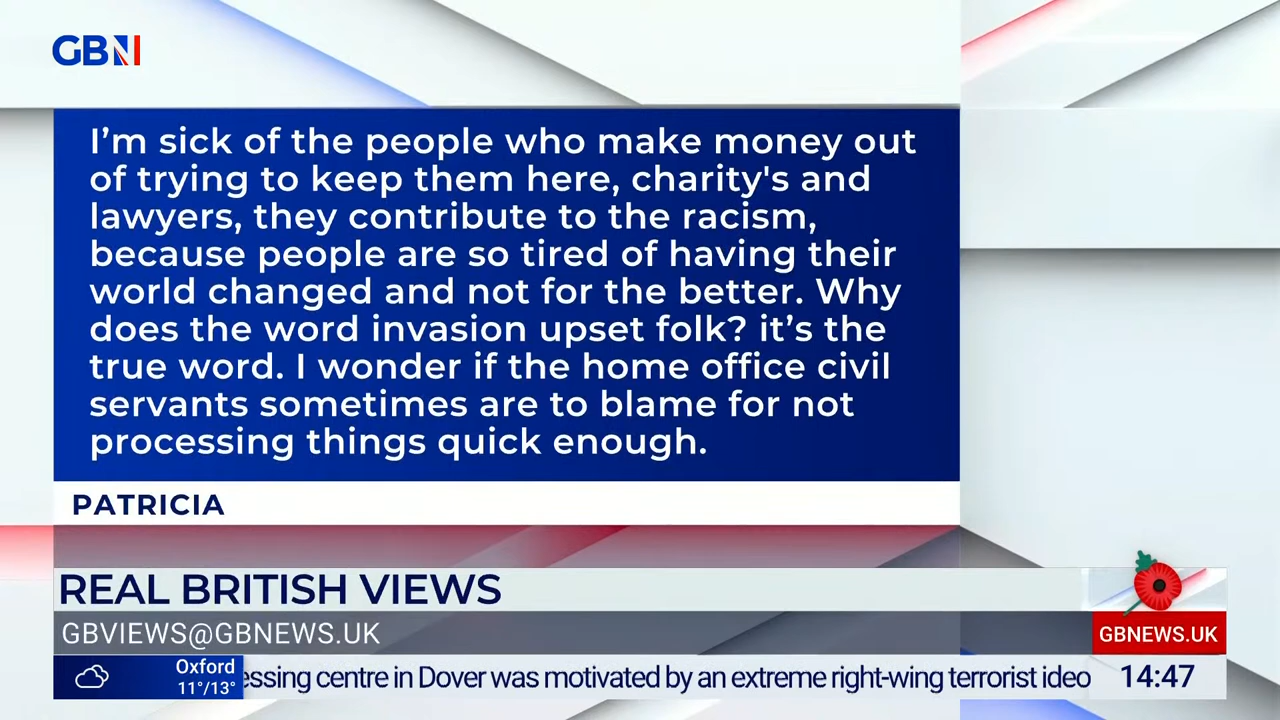 GBN
I'm sick of the people who make money out
of trying to keep them here, charity's and
lawyers, they contribute to the racism,
because people are so tired of having their
world changed and not for the better. Why
does the word invasion upset folk? it's the
true word. I wonder if the home office civil
servants sometimes are to blame for not
processing things quick enough.
PATRICIA
REAL BRITISH VIEWS
GBVIEWS@GBNEWS.UK
GBNEWS.UK
Oxford
11°/13°
essing centre in Dover was motivated by an extreme right-wing terrorist ideo
14:47